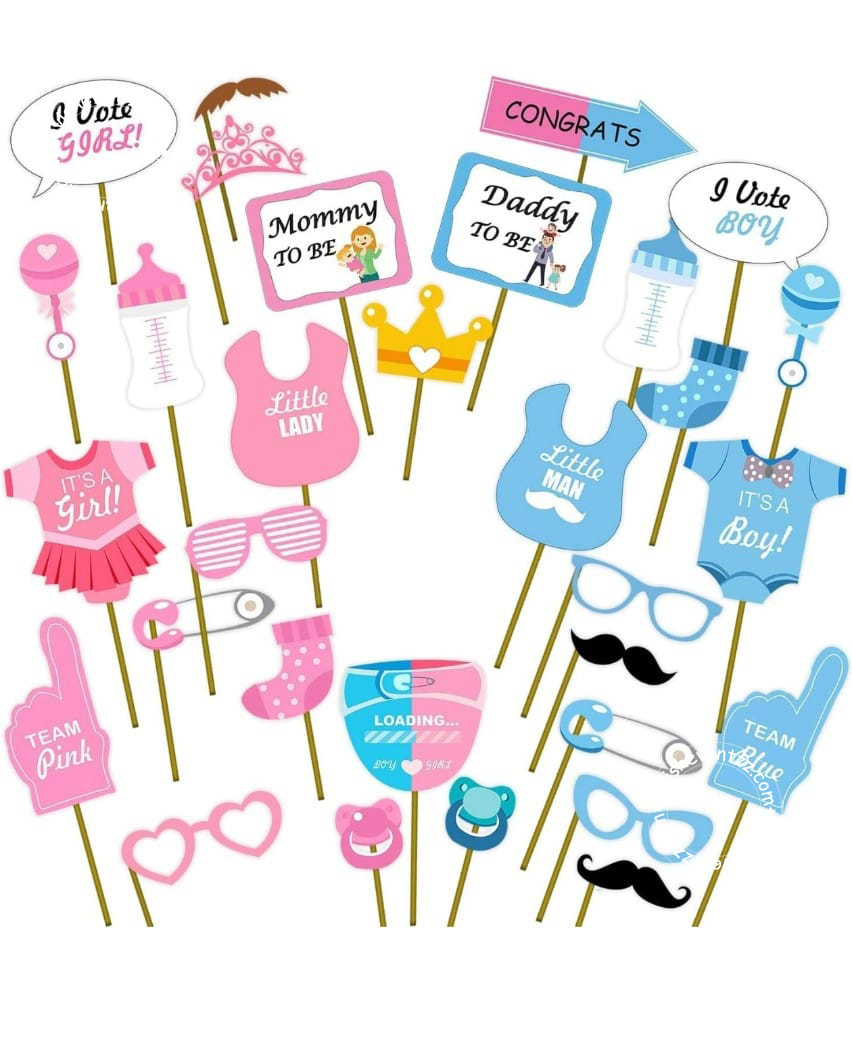 I Vote
GIRL!
CONGRATS
Mommy
TO BE
Daddy
TO BE
I Vote
BOY
Little
LADY
Little
MAN
IT'S A
Girl!
IT'S A
Boy!
TEAM
Pink
LOADING...
BOY GIRL
TEAM
Blue